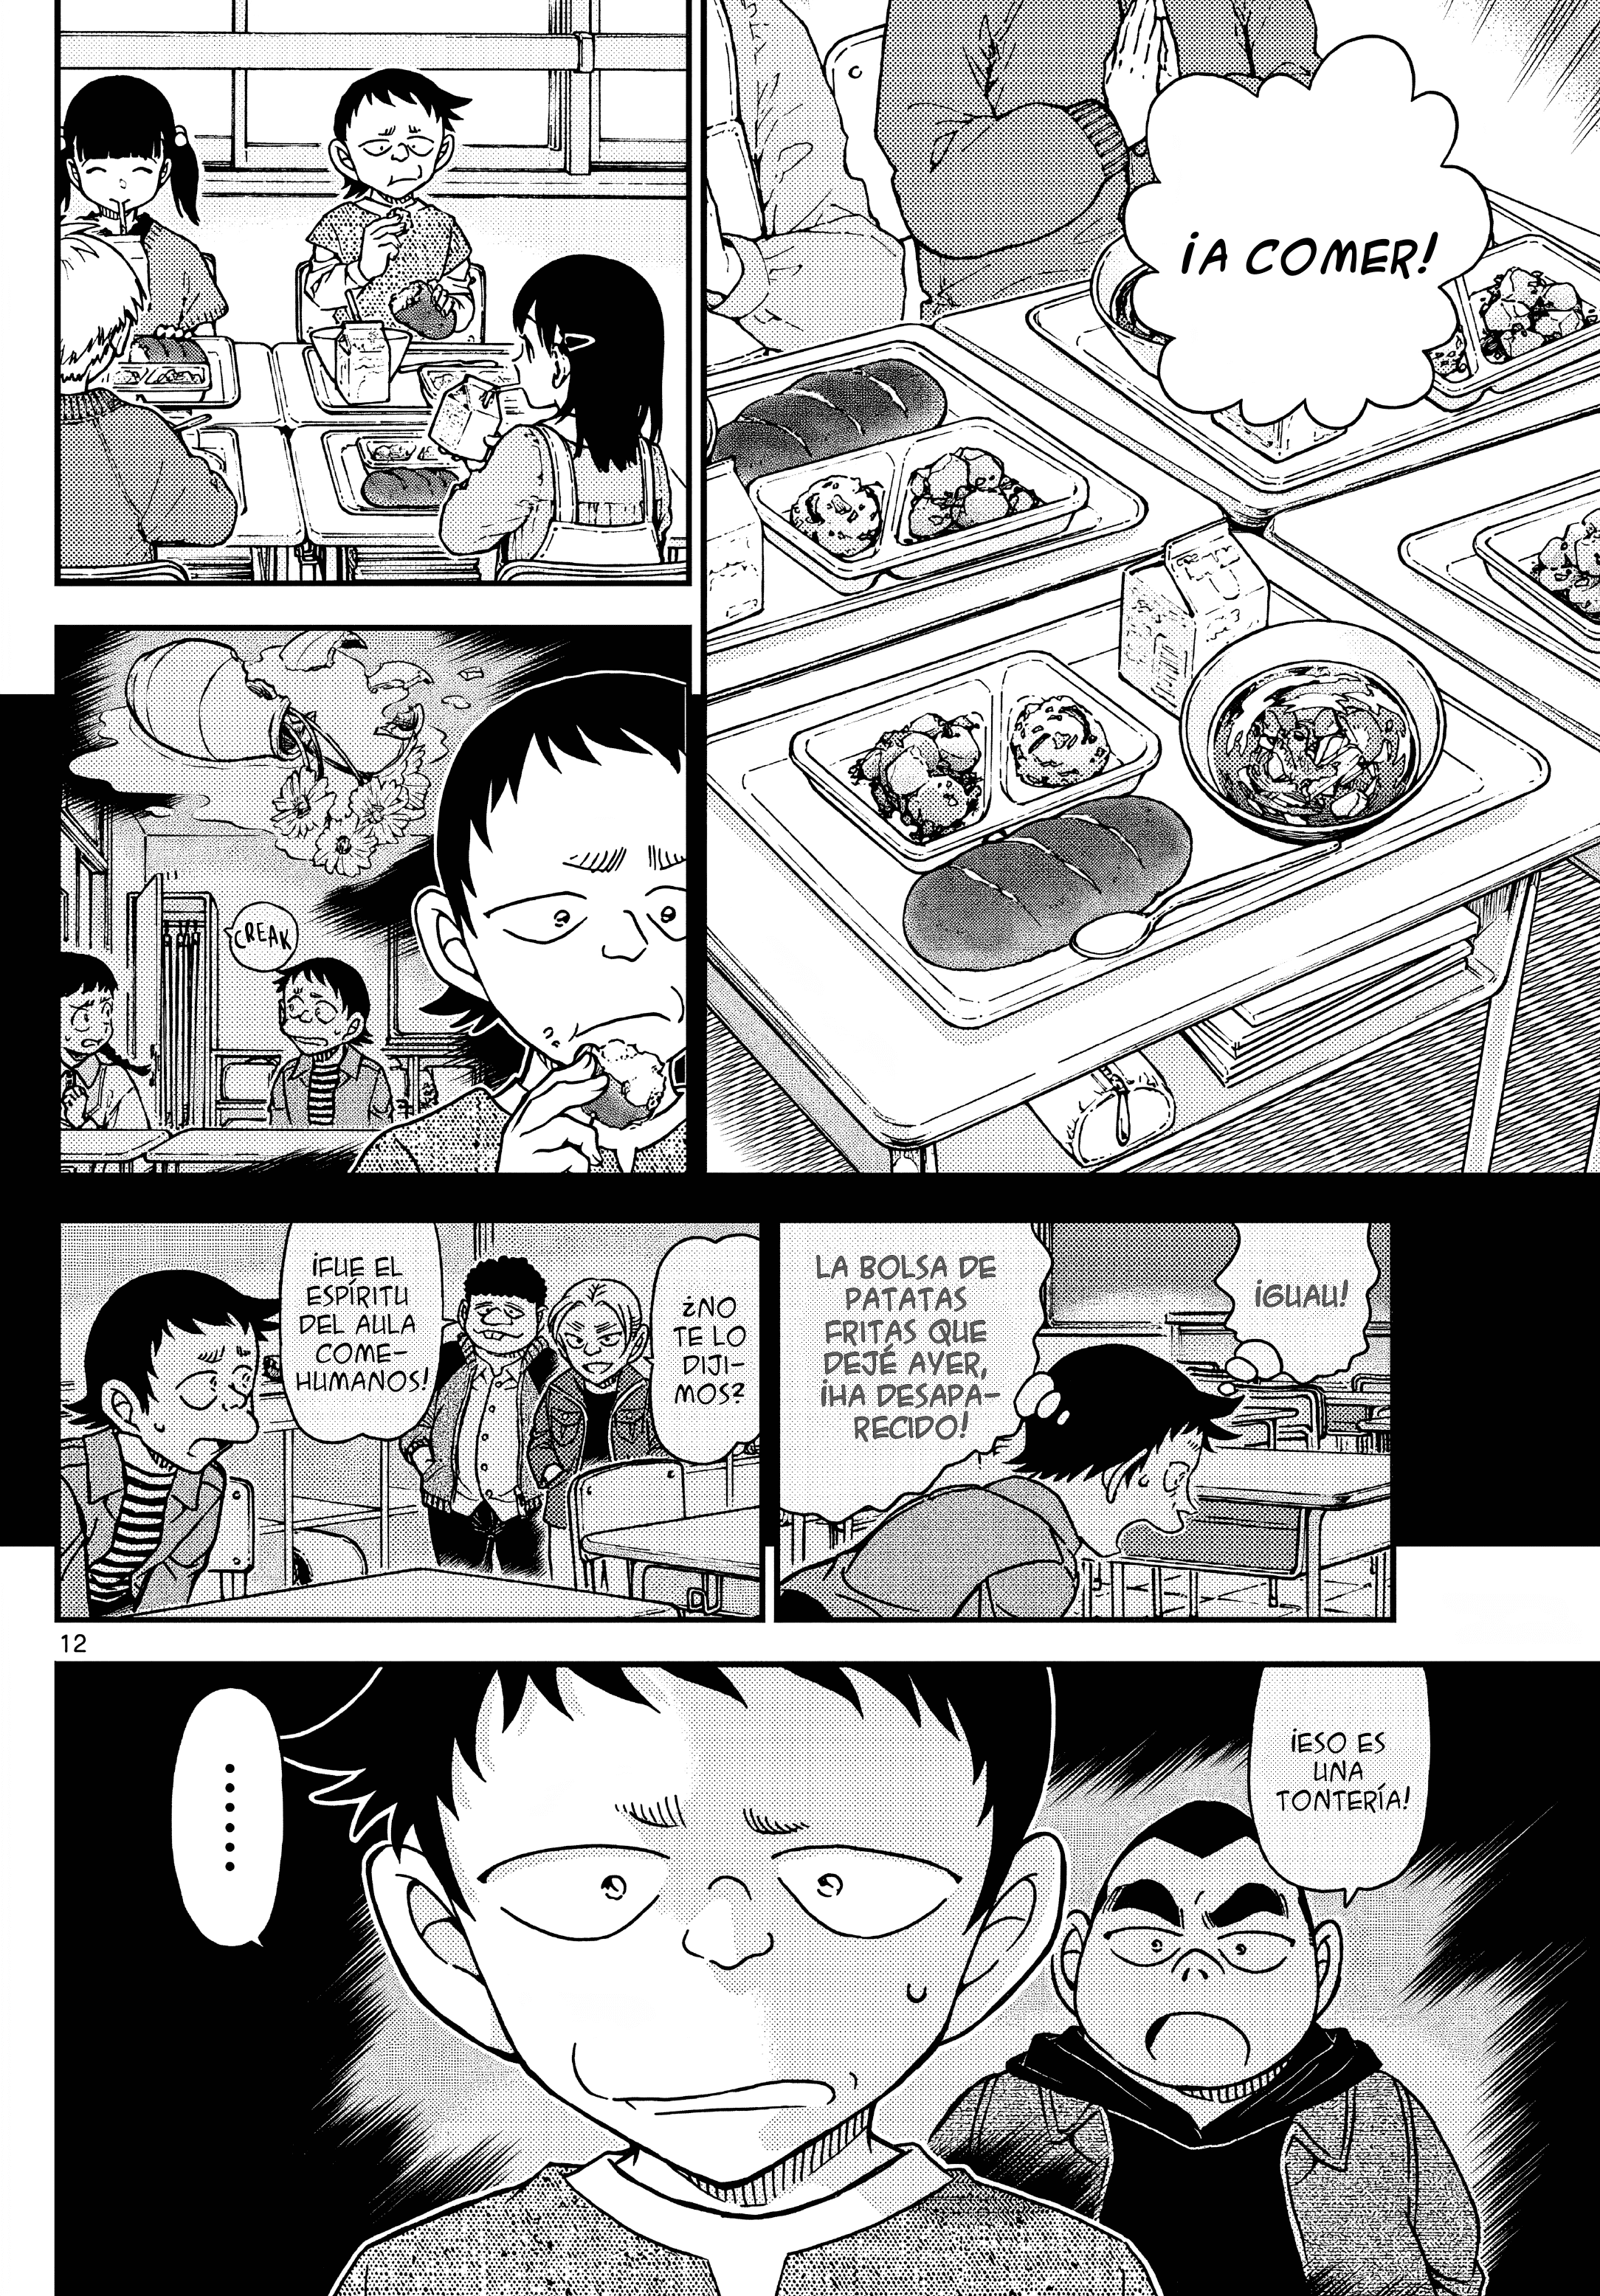 ¡A COMER!
CREAK
¡GUAU!
LA BOLSA DE
PATATAS
FRITAS QUE
DEJÉ AYER,
¡HA DESAPA-
RECIDO!
¿NO
TE LO
DIJI-
MOS?
¡FUE EL
ESPÍRITU
DEL AULA
COME-
HUMANOS!
12
¡ESO ES
UNA
TONTERÍA!
......